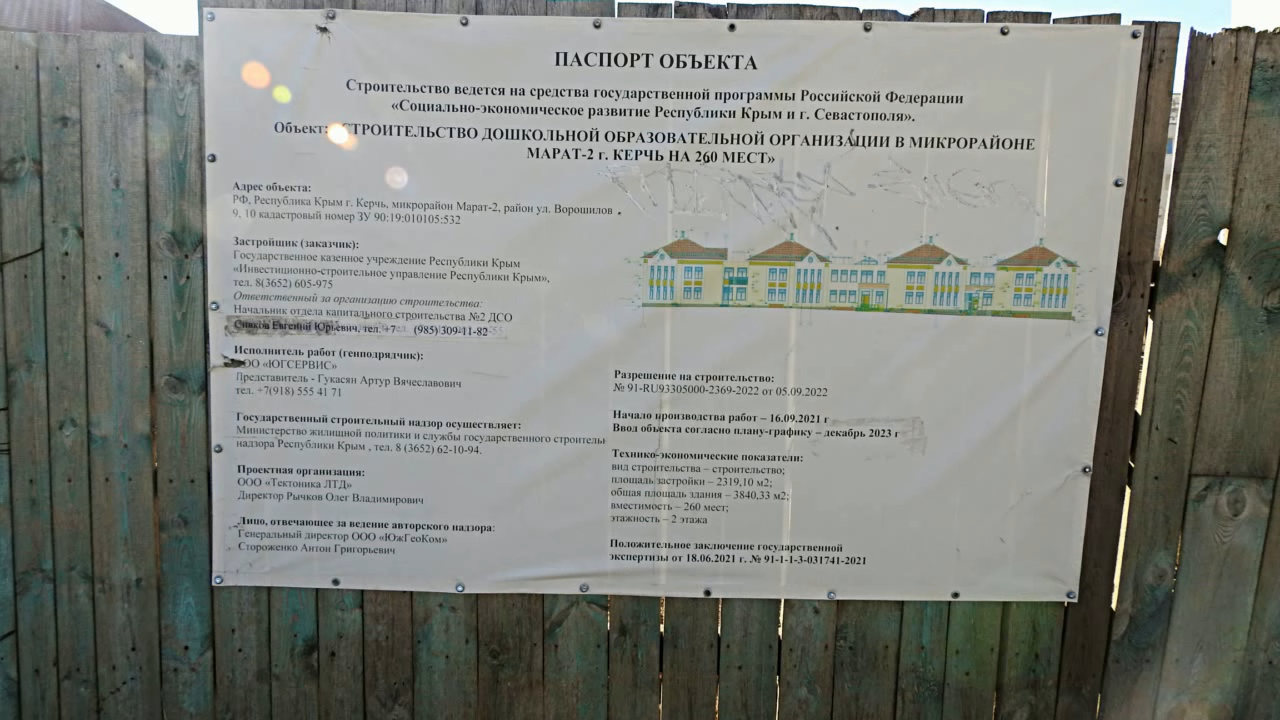 ПАСПОРТ ОБЪЕКТА
Строительство ведется на средства государственной программы Российской Федерации
«Социально-экономическое развитие Республики Крым и г. Севастополя».
Объект: «СТРОИТЕЛЬСТВО ДОШКОЛЬНОЙ ОБРАЗОВАТЕЛЬНОЙ ОРГАНИЗАЦИИ В МИКРОРАЙОНЕ
МАРАТ-2 г. КЕРЧЬ НА 260 МЕСТ»
Адрес объекта:
РФ, Республика Крым г. Керчь, микрорайон Марат-2, район ул. Ворошилов
9, 10 кадастровый номер ЗУ 90:19:010105:532
Застройщик (заказчик):
Государственное казенное учреждение Республики Крым
«Инвестиционно-строительное управление Республики Крым»,
тел. 8(3652) 605-975
Ответственный за организацию строительства:
Начальник отдела капитального строительства №2 ДСО
Евгений Юрьевич, тел. +7 (985) 309-11-82
Исполнитель работ (генподрядчик):
ООО «ЮГСЕРВИС»
Представитель - Гукасян Артур Вячеславович
тел. +7(918) 555 41 71
Государственный строительный надзор осуществляет:
Министерство жилищной политики и службы государственного строительн
надзора Республики Крым , тел. 8 (3652) 62-10-94.
Проектная организация:
ООО «Тектоника ЛТД»
Директор Рычков Олег Владимирович
Лицо, отвечающее за ведение авторского надзора:
Генеральный директор ООО «ЮжГеоКом»
Стороженко Антон Григорьевич
Разрешение на строительство:
№ 91-RU93305000-2369-2022 от 05.09.2022
Начало производства работ – 16.09.2021 г
Ввод объекта согласно плану-графику – декабрь 2023 г
Технико-экономические показатели:
вид строительства – строительство;
площадь застройки – 2319,10 м2;
общая площадь здания – 3840,33 м2;
вместимость – 260 мест;
этажность – 2 этажа
Положительное заключение государственной
экспертизы от 18.06.2021 г. № 91-1-1-3-031741-2021